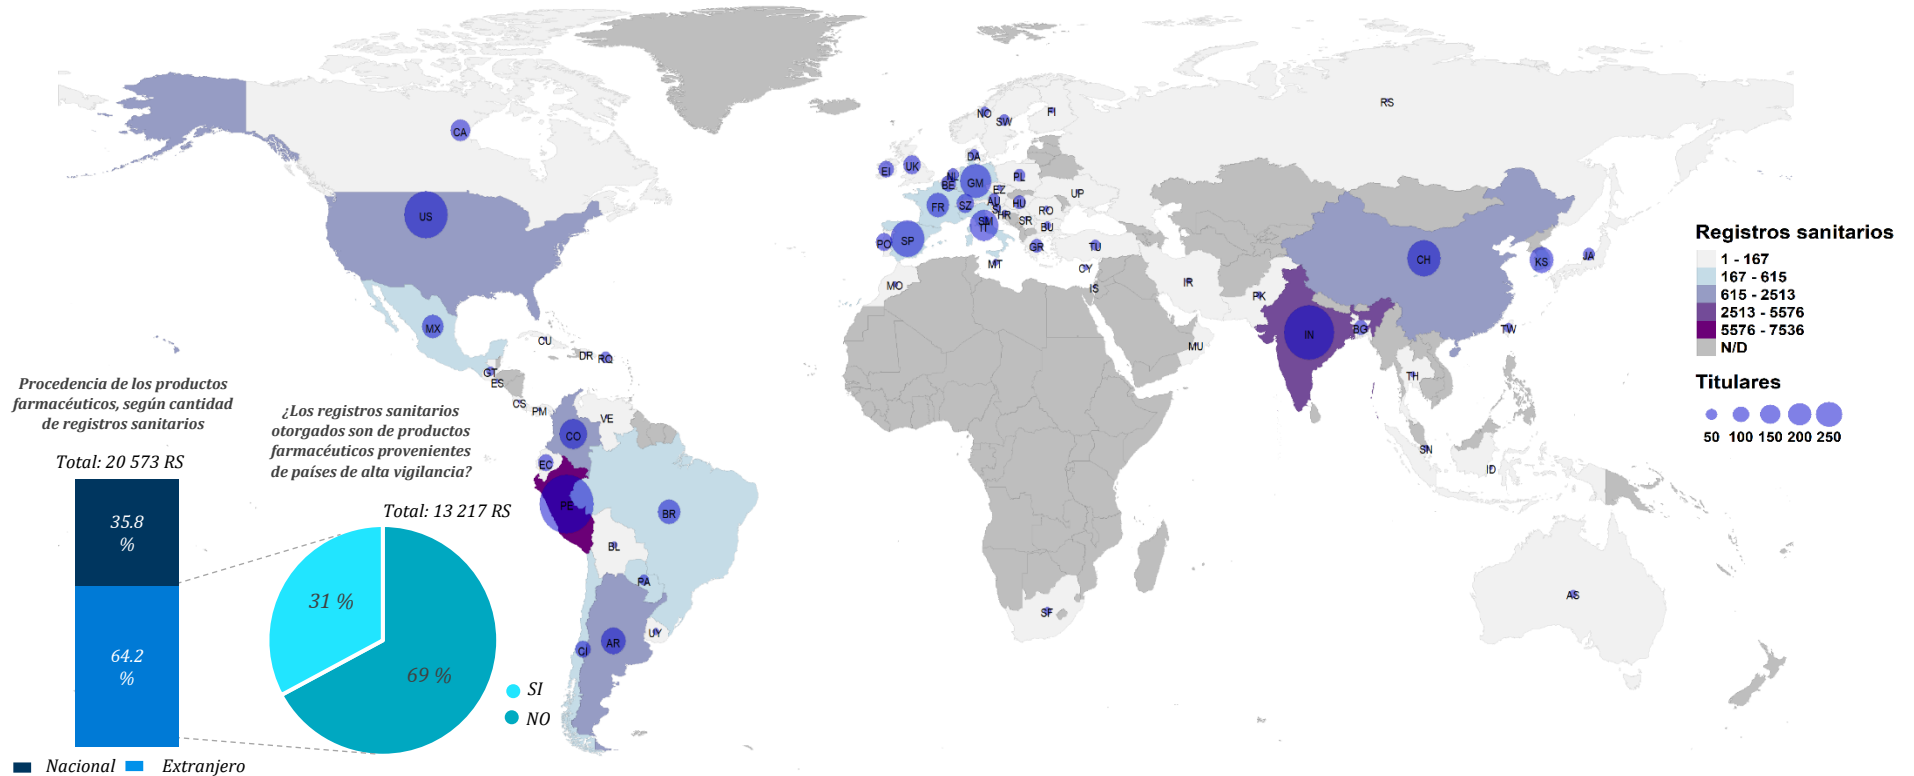 RS
NO
SW
FI
CA
DA
EI
UK
NL
BE
GM
PL
EZ
UP
FR
SZ
AU
HU
SI
HR
RO
US
SM
IT
SR
BU
PO
SP
GR
TU
MT
CY
MO
IS
IR
PK
CH
KS
JA
IN
BG
TW
MU
TH
SN
ID
AS
SF
MX
CU
DR
RQ
GT
ES
CS
PM
VE
CO
EC
PE
BR
BL
PA
UY
AR
CI
Registros sanitarios
1 - 167
167 - 615
615 - 2513
2513 - 5576
5576 - 7536
N/D
Titulares
50 100 150 200 250
Procedencia de los productos
farmacéuticos, según cantidad
de registros sanitarios
Total: 20 573 RS
35.8
%
64.2
%
Nacional Extranjero
¿Los registros sanitarios
otorgados son de productos
farmacéuticos provenientes
de países de alta vigilancia?
Total: 13 217 RS
31 %
69 %
SI
NO